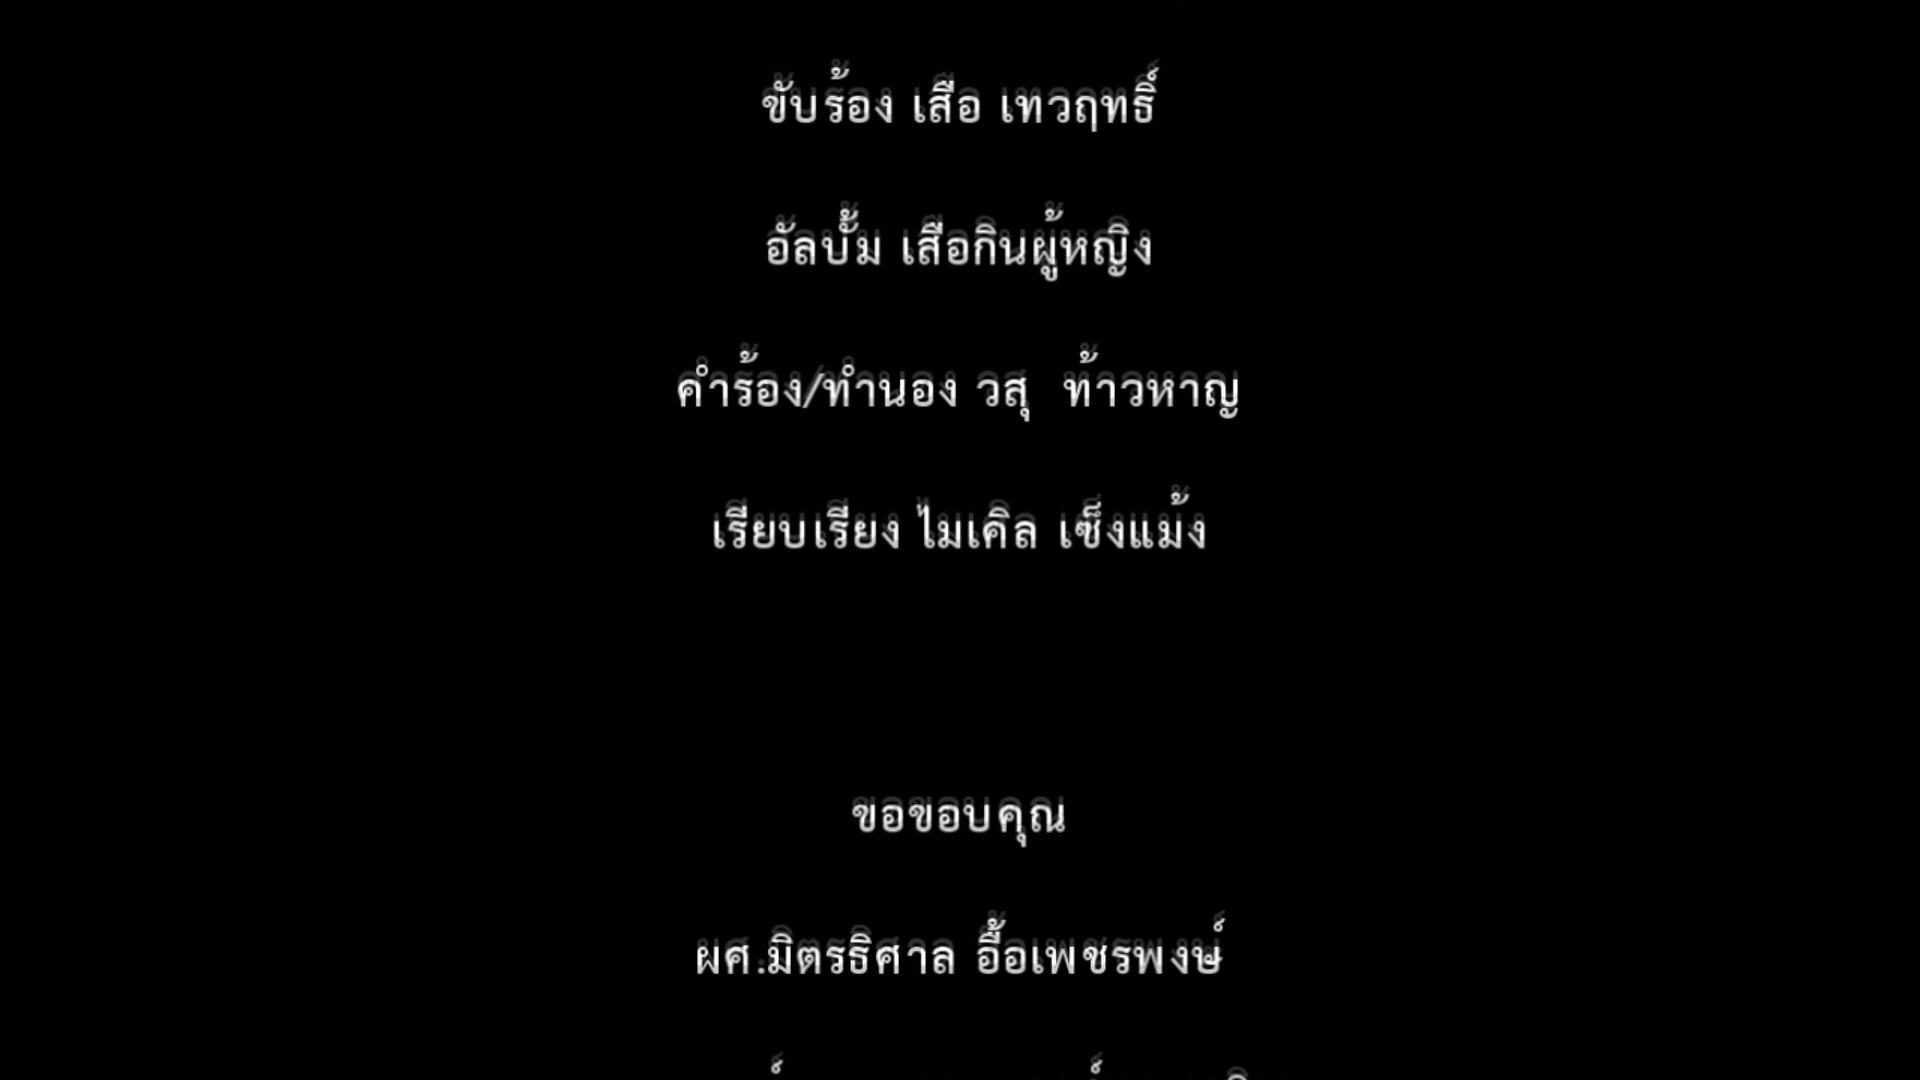 ขับร้อง เสือ เทวฤทธิ์
อัลบั้ม เสือกินผู้หญิง
คำร้อง/ทำนอง วสุ ท้าวหาญ
เรียบเรียง ไมเคิล เซ็งแม้ง
ขอขอบคุณ
ผศ.มิตรธิศาล อื้อเพชรพงษ์